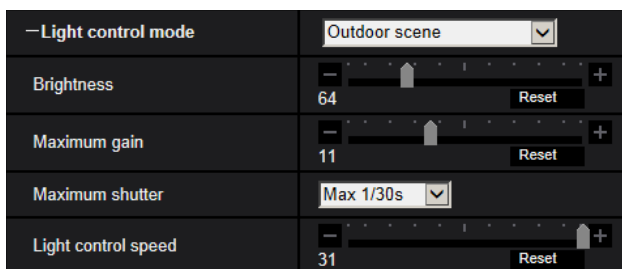 −Light control mode Outdoor scene
Brightness − +
64 Reset
Maximum gain − +
11 Reset
Maximum shutter Max 1/30s
Light control speed − +
31 Reset